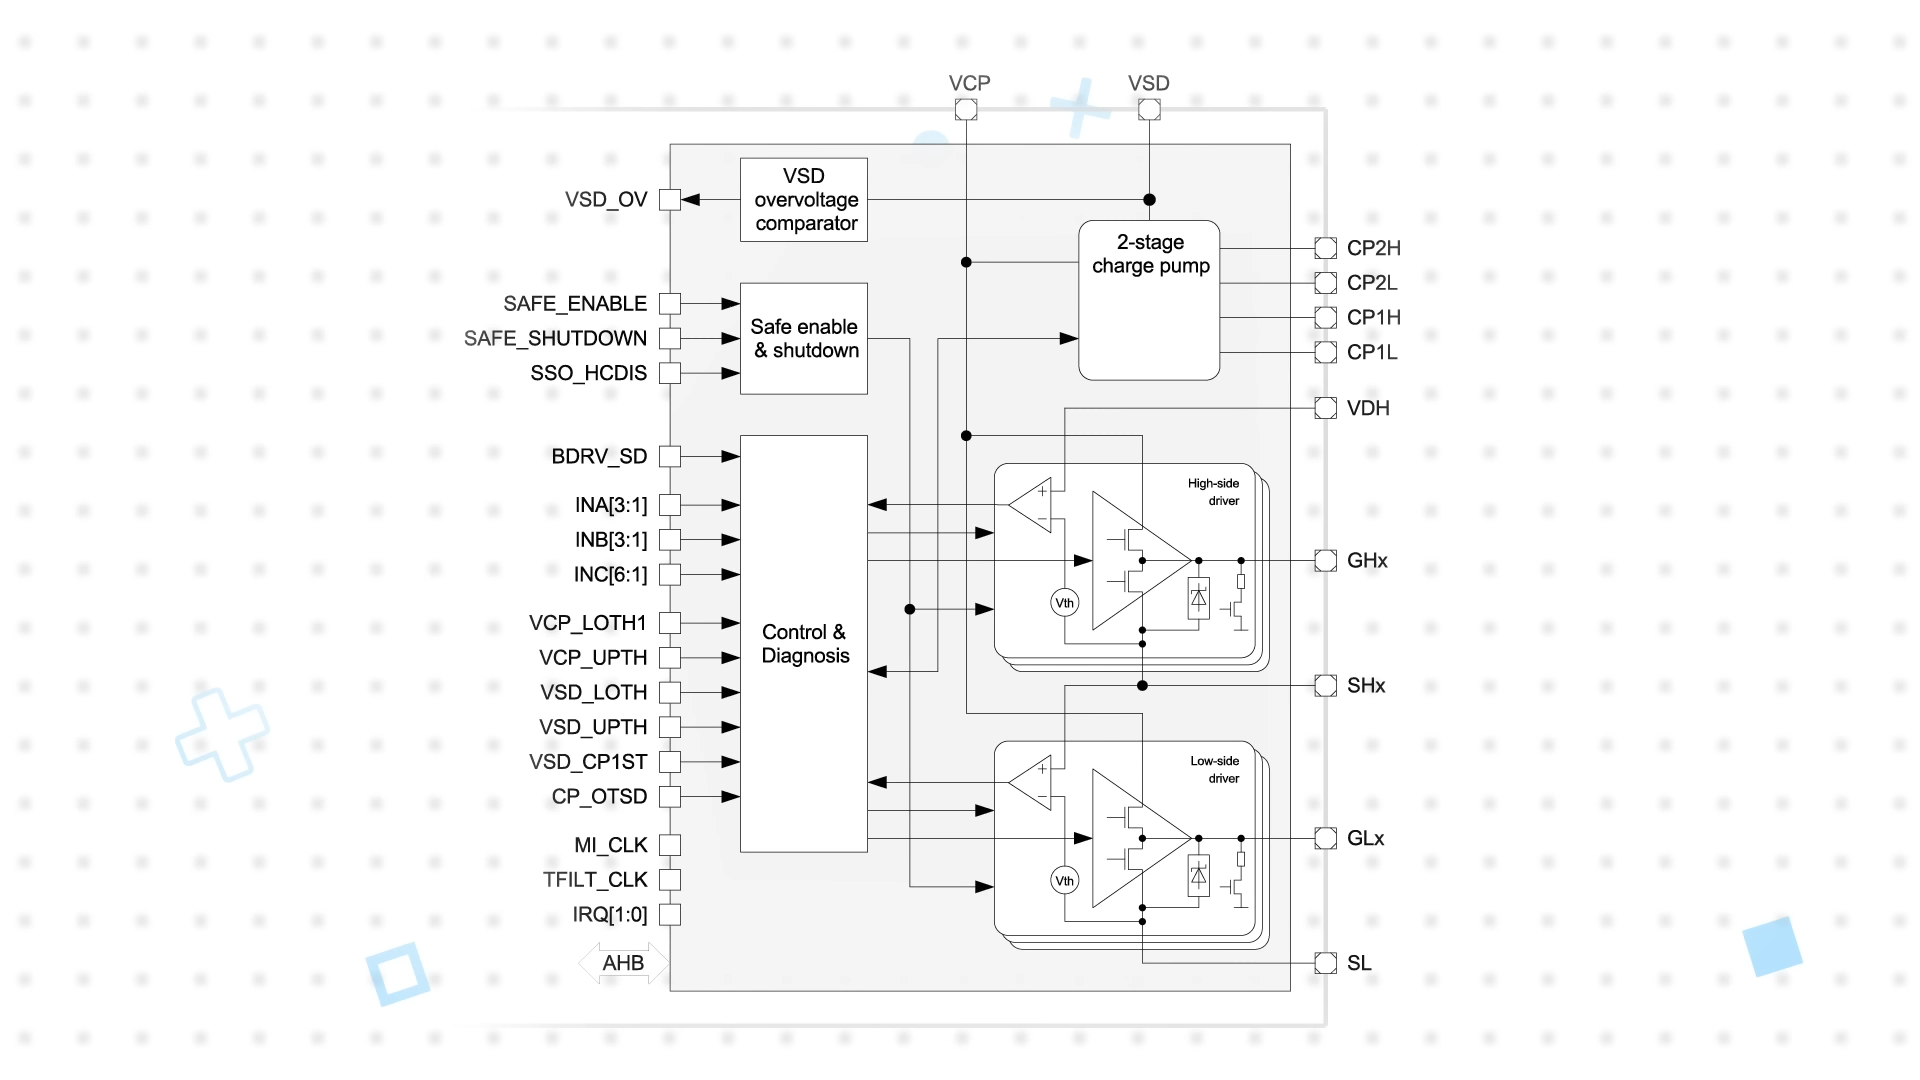 VCP
VSD
VSD_OV
VSD
overvoltage
comparator
2-stage
charge pump
CP2H
CP2L
CP1H
CP1L
SAFE_ENABLE
SAFE_SHUTDOWN
SSO_HCDIS
Safe enable
& shutdown
VDH
BDRV_SD
INA[3:1]
INB[3:1]
INC[6:1]
VCP_LOTH1
VCP_UPTH
VSD_LOTH
VSD_UPTH
VSD_CP1ST
CP_OTSD
MI_CLK
TFILT_CLK
IRQ[1:0]
AHB
Control &
Diagnosis
High-side
driver
+
−
Vth
GHx
SHx
Low-side
driver
+
−
Vth
GLx
SL